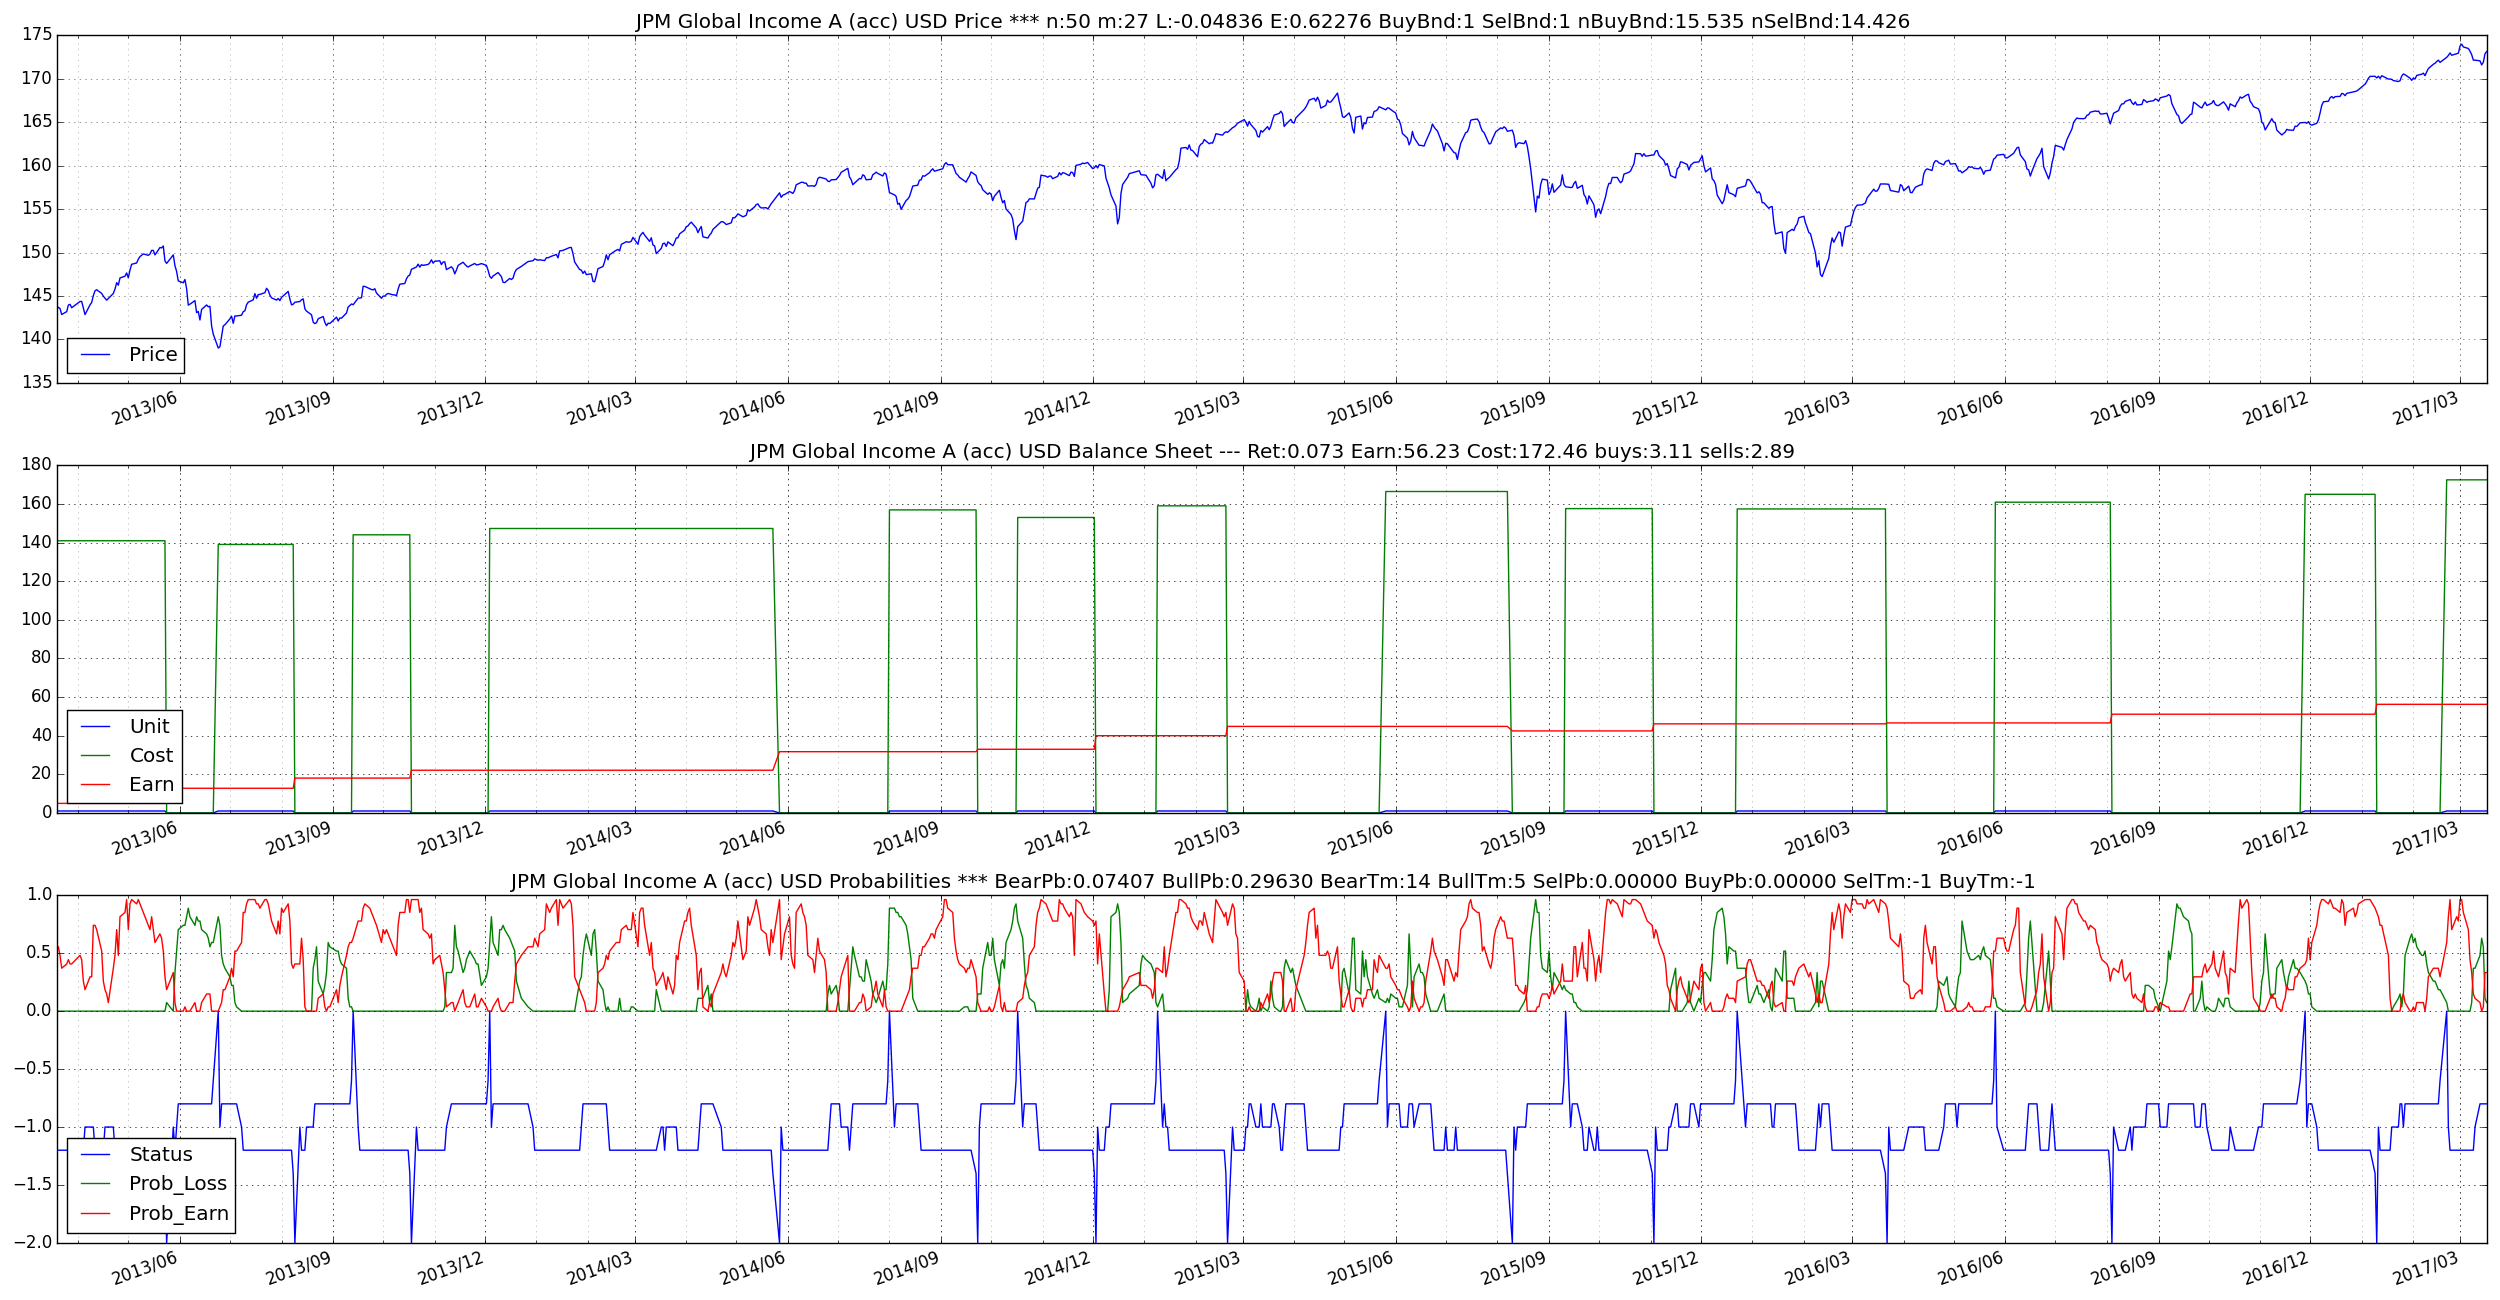 JPM Global Income A (acc) USD Price *** n:50 m:27 L:-0.04836 E:0.62276 BuyBnd:1 SelBnd:1 nBuyBnd:15.535 nSelBnd:14.426
175
170
165
160
155
150
145
140
135
Price
2013/06 2013/09 2013/12 2014/03 2014/06 2014/09 2014/12 2015/03 2015/06 2015/09 2015/12 2016/03 2016/06 2016/09 2016/12 2017/03
JPM Global Income A (acc) USD Balance Sheet --- Ret:0.073 Earn:56.23 Cost:172.46 buys:3.11 sells:2.89
180
160
140
120
100
80
60
40
20
0
Unit
Cost
Earn
2013/06 2013/09 2013/12 2014/03 2014/06 2014/09 2014/12 2015/03 2015/06 2015/09 2015/12 2016/03 2016/06 2016/09 2016/12 2017/03
JPM Global Income A (acc) USD Probabilities *** BearPb:0.07407 BullPb:0.29630 BearTm:14 BullTm:5 SelPb:0.00000 BuyPb:0.00000 SelTm:-1 BuyTm:-1
1.0
0.5
0.0
−0.5
−1.0
−1.5
−2.0
Status
Prob_Loss
Prob_Earn
2013/06 2013/09 2013/12 2014/03 2014/06 2014/09 2014/12 2015/03 2015/06 2015/09 2015/12 2016/03 2016/06 2016/09 2016/12 2017/03